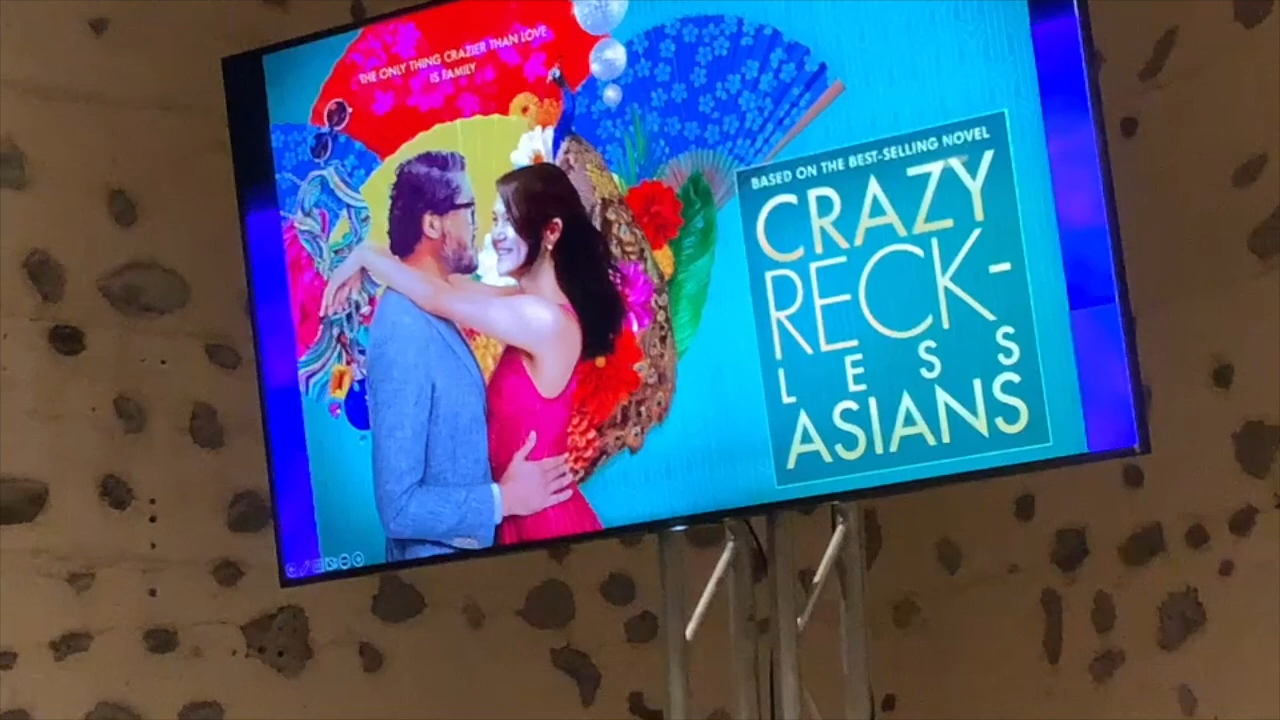 THE ONLY THING CRAZIER THAN LOVE
IS FAMILY
BASED ON THE BEST-SELLING NOVEL
CRAZY
RECK-
LESS
ASIANS